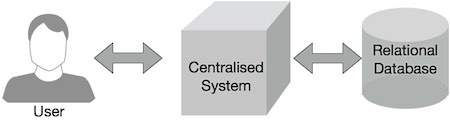 User
Centralised
System
Relational
Database